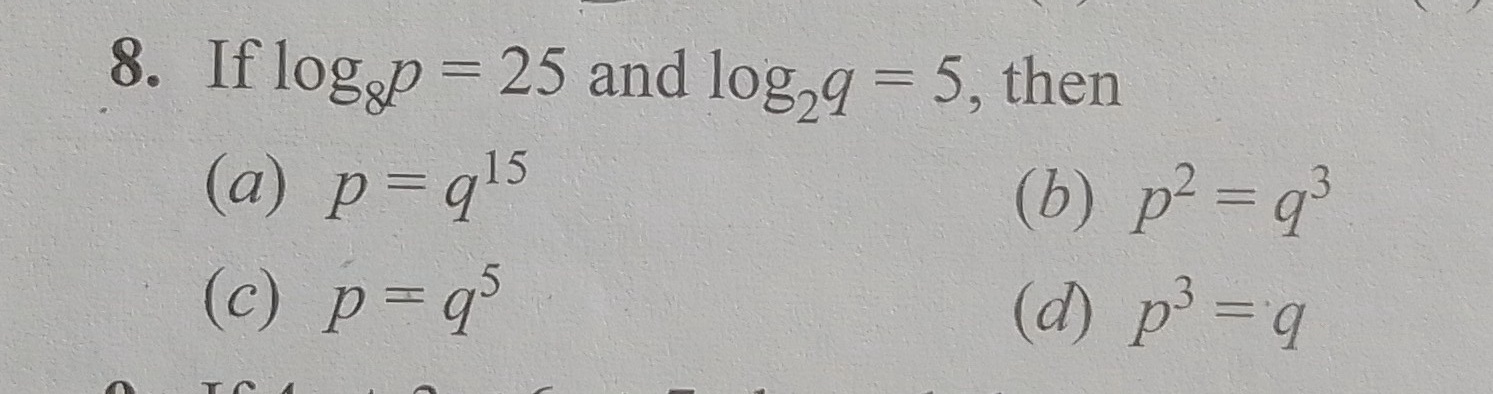 8. If log₈p = 25 and log₂q = 5, then
(a) p = q¹⁵ (b) p² = q³
(c) p = q⁵ (d) p³ = q